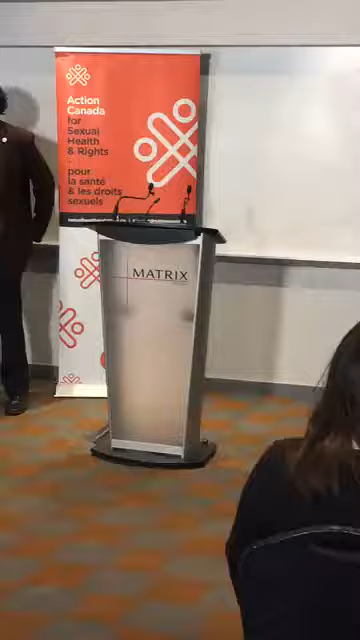 Action
Canada
for
Sexual
Health
& Rights
pour
la santé
& les droits
sexuels
MATRIX